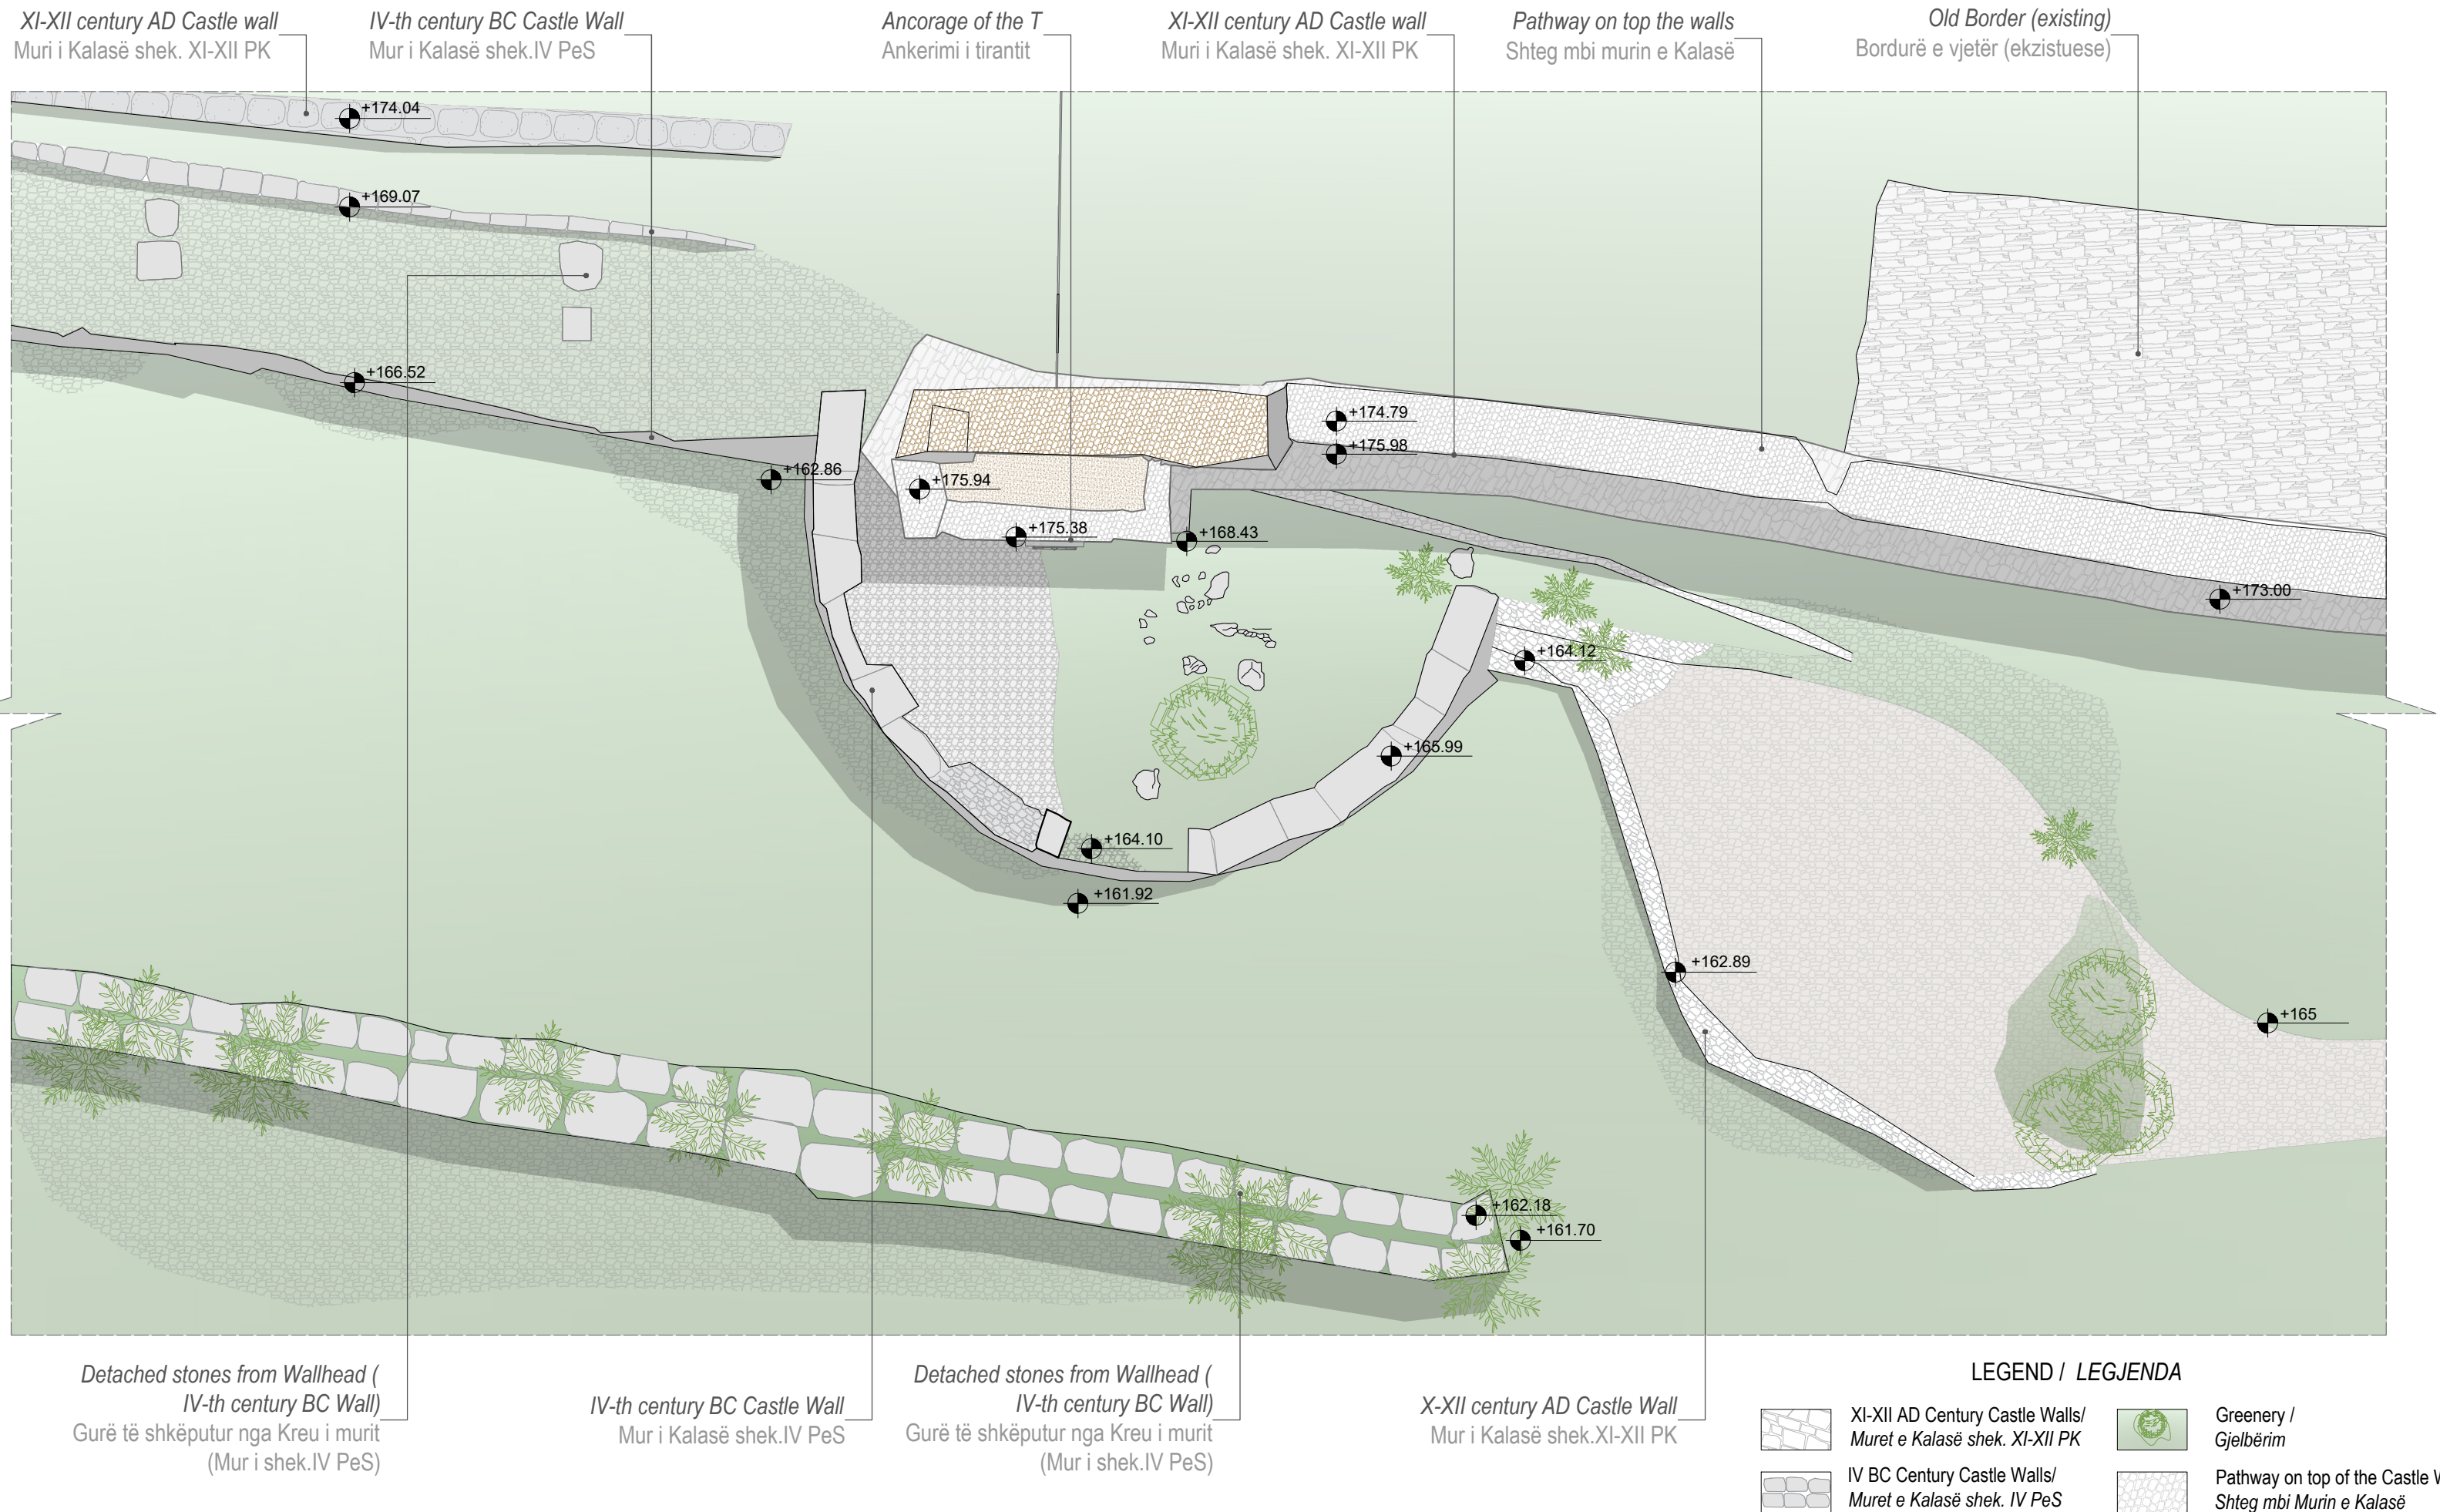 XI-XII century AD Castle wall
Muri i Kalasë shek. XI-XII PK
IV-th century BC Castle Wall
Mur i Kalasë shek.IV PeS
Ancorage of the T
Ankerimi i tirantit
XI-XII century AD Castle wall
Muri i Kalasë shek. XI-XII PK
Pathway on top the walls
Shteg mbi murin e Kalasë
Old Border (existing)
Bordurë e vjetër (ekzistuese)
+174.04
+169.07
+166.52
+162.86
+175.94
+175.38
+168.43
+174.79
+175.98
+173.00
+164.12
+165.99
+164.10
+161.92
+162.89
+165
+162.18
+161.70
Detached stones from Wallhead (
IV-th century BC Wall)
Gurë të shkëputur nga Kreu i murit
(Mur i shek.IV PeS)
IV-th century BC Castle Wall
Mur i Kalasë shek.IV PeS
Detached stones from Wallhead (
IV-th century BC Wall)
Gurë të shkëputur nga Kreu i murit
(Mur i shek.IV PeS)
X-XII century AD Castle Wall
Mur i Kalasë shek.XI-XII PK
LEGEND / LEGJENDA
XI-XII AD Century Castle Walls/
Muret e Kalasë shek. XI-XII PK
IV BC Century Castle Walls/
Muret e Kalasë shek. IV PeS
Greenery /
Gjelbërim
Pathway on top of the Castle W
Shteg mbi Murin e Kalasë